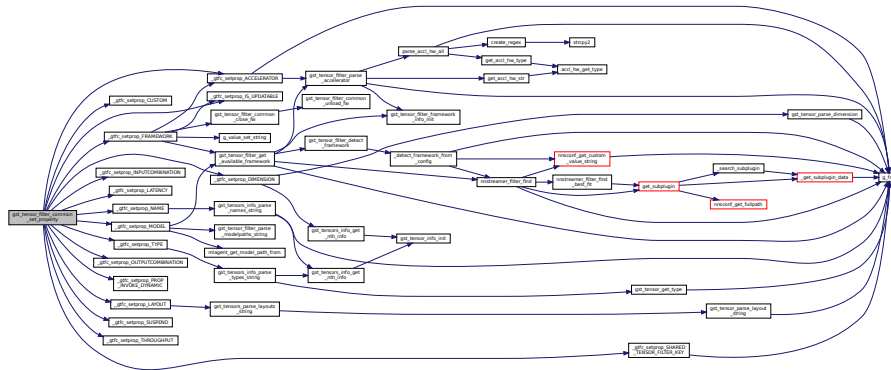 gst_tensor_filter_common
_set_property
_gtfc_setprop_CUSTOM
_gtfc_setprop_FRAMEWORK
_gtfc_setprop_INPUTCOMBINATION
_gtfc_setprop_LATENCY
_gtfc_setprop_NAME
_gtfc_setprop_MODEL
_gtfc_setprop_TYPE
_gtfc_setprop_OUTPUTCOMBINATION
_gtfc_setprop_PROP
_INVOKE_DYNAMIC
_gtfc_setprop_LAYOUT
_gtfc_setprop_SUSPEND
_gtfc_setprop_THROUGHPUT
_gtfc_setprop_ACCELERATOR
_gtfc_setprop_IS_UPDATABLE
gst_tensor_filter_common
_close_fw
g_value_set_string
gst_tensor_filter_get
_available_framework
_gtfc_setprop_DIMENSION
gst_tensors_info_parse
_names_string
gst_tensor_filter_parse
_modelpaths_string
mlagent_get_model_path_from
gst_tensors_info_parse
_types_string
gst_tensors_parse_layouts
_string
gst_tensor_filter_parse
_accelerator
gst_tensor_filter_common
_unload_fw
gst_tensor_filter_detect
_framework
gst_tensors_info_get
_nth_info
gst_tensors_info_get
_nth_info
parse_accl_hw_all
gst_tensor_filter_framework
_info_init
_detect_framework_from
_config
gst_tensor_info_init
create_regex
get_accl_hw_type
get_accl_hw_str
nnstreamer_filter_find
strcpy2
accl_hw_get_type
nnsconf_get_custom
_value_string
nnstreamer_filter_find
_best_fit
get_subplugin
gst_tensor_get_type
_gtfc_setprop_SHARED
_TENSOR_FILTER_KEY
_search_subplugin
nnsconf_get_fullpath
gst_tensor_parse_layout
_string
gst_tensor_parse_dimension
_get_subplugin_data